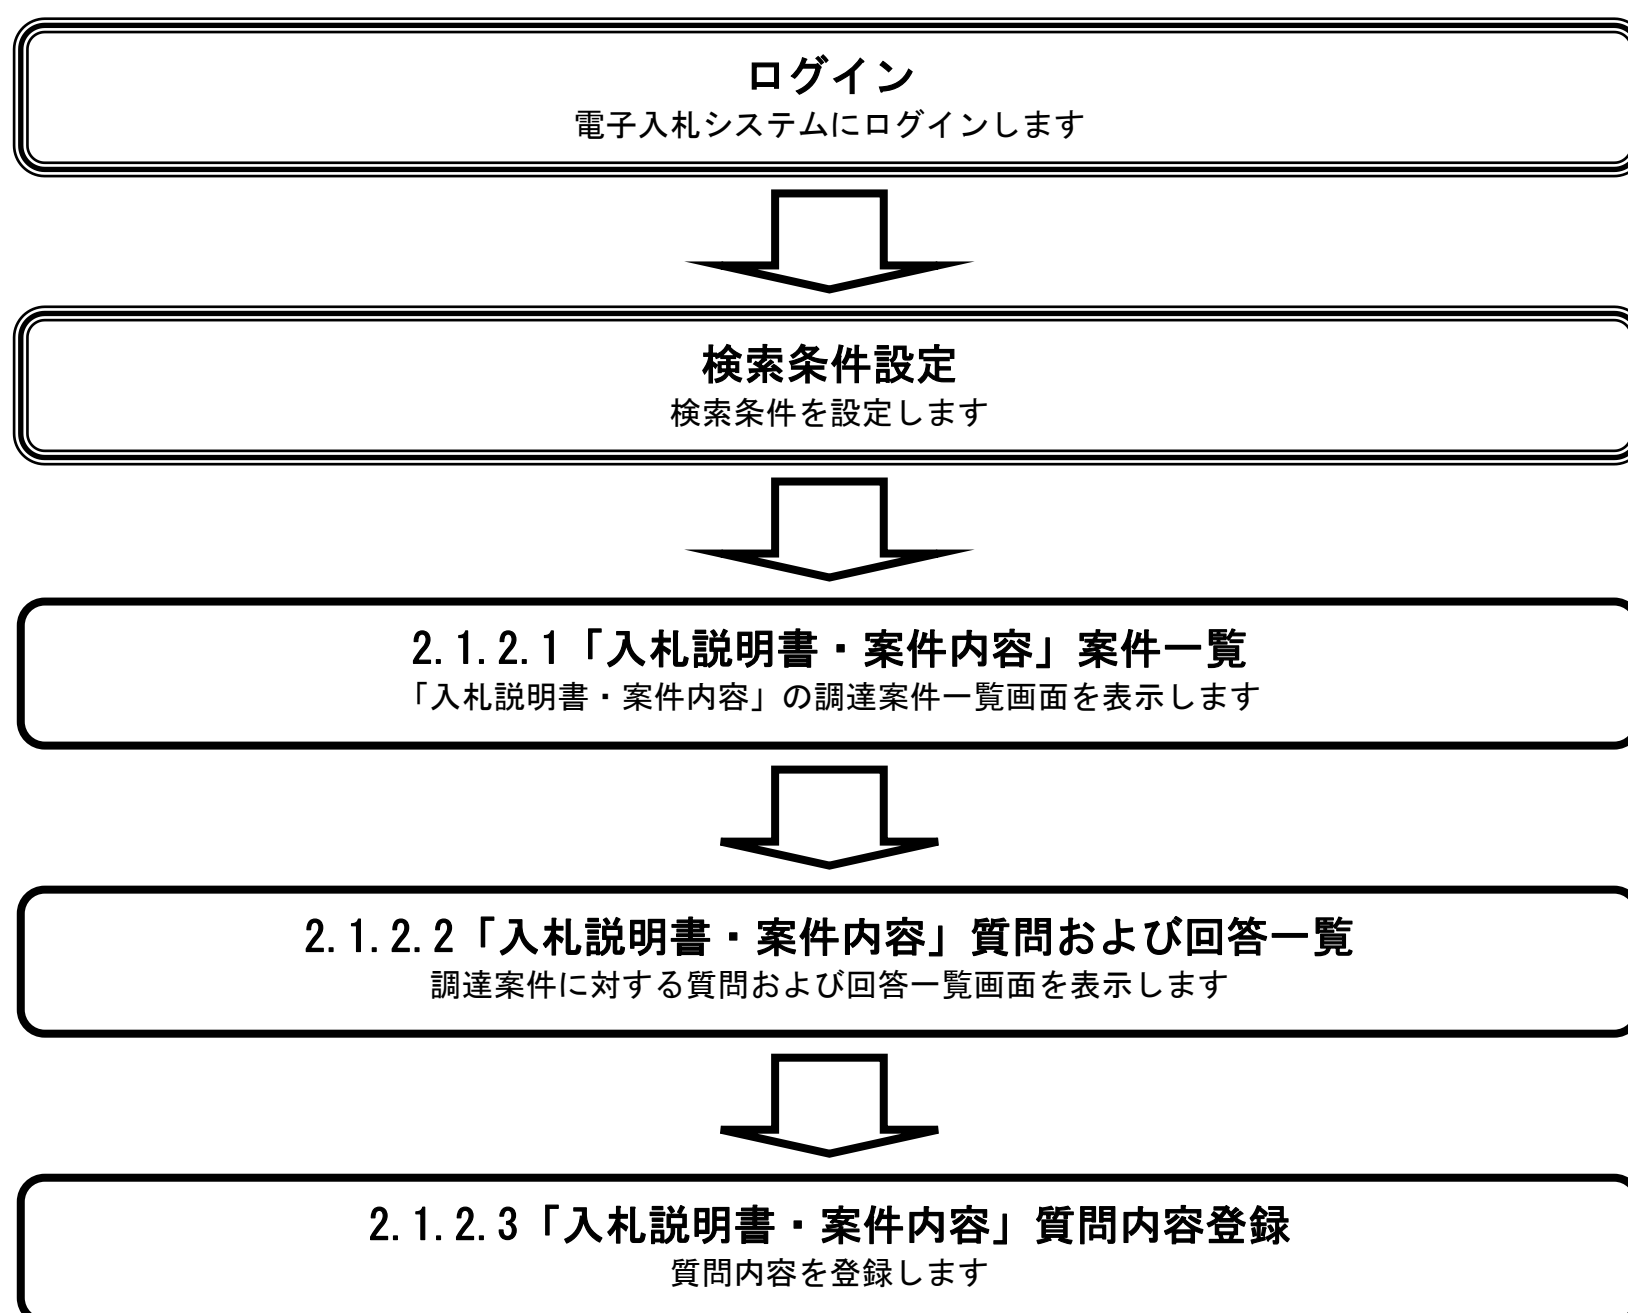 ログイン
電子入札システムにログインします
検索条件設定
検索条件を設定します
2.1.2.1「入札説明書・案件内容」案件一覧
「入札説明書・案件内容」の調達案件一覧画面を表示します
2.1.2.2「入札説明書・案件内容」質問および回答一覧
調達案件に対する質問および回答一覧画面を表示します
2.1.2.3「入札説明書・案件内容」質問内容登録
質問内容を登録します